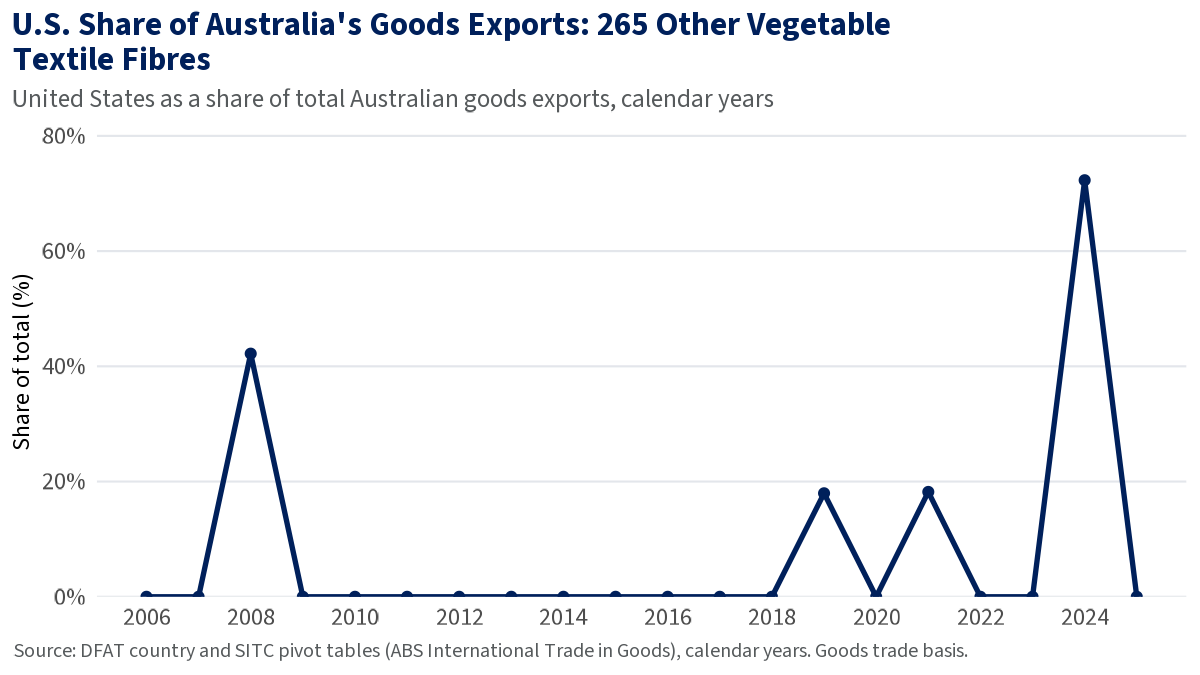 U.S. Share of Australia's Goods Exports: 265 Other Vegetable
Textile Fibres
United States as a share of total Australian goods exports, calendar years
80%
60%
40%
20%
0%
Share of total (%)
2006 2008 2010 2012 2014 2016 2018 2020 2022 2024
Source: DFAT country and SITC pivot tables (ABS International Trade in Goods), calendar years. Goods trade basis.